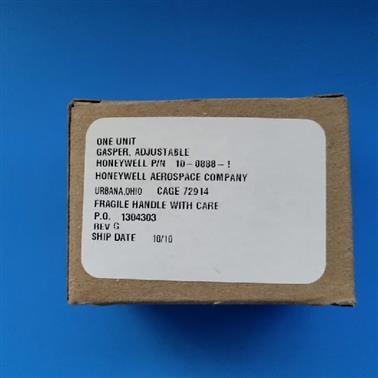 ONE UNIT
GASPER, ADJUSTABLE
HONEYWELL P/N 10-0888-1
HONEYWELL AEROSPACE COMPANY
URBANA,OHIO CAGE 72914
FRAGILE HANDLE WITH CARE
P.O. 1304303
REV G
SHIP DATE 10/10